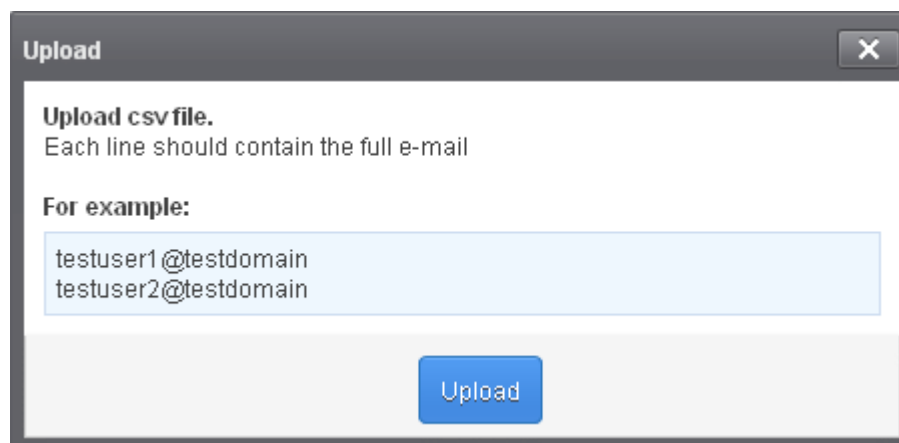 Upload
Upload csv file.
Each line should contain the full e-mail
For example:
testuser1@testdomain
testuser2@testdomain
Upload